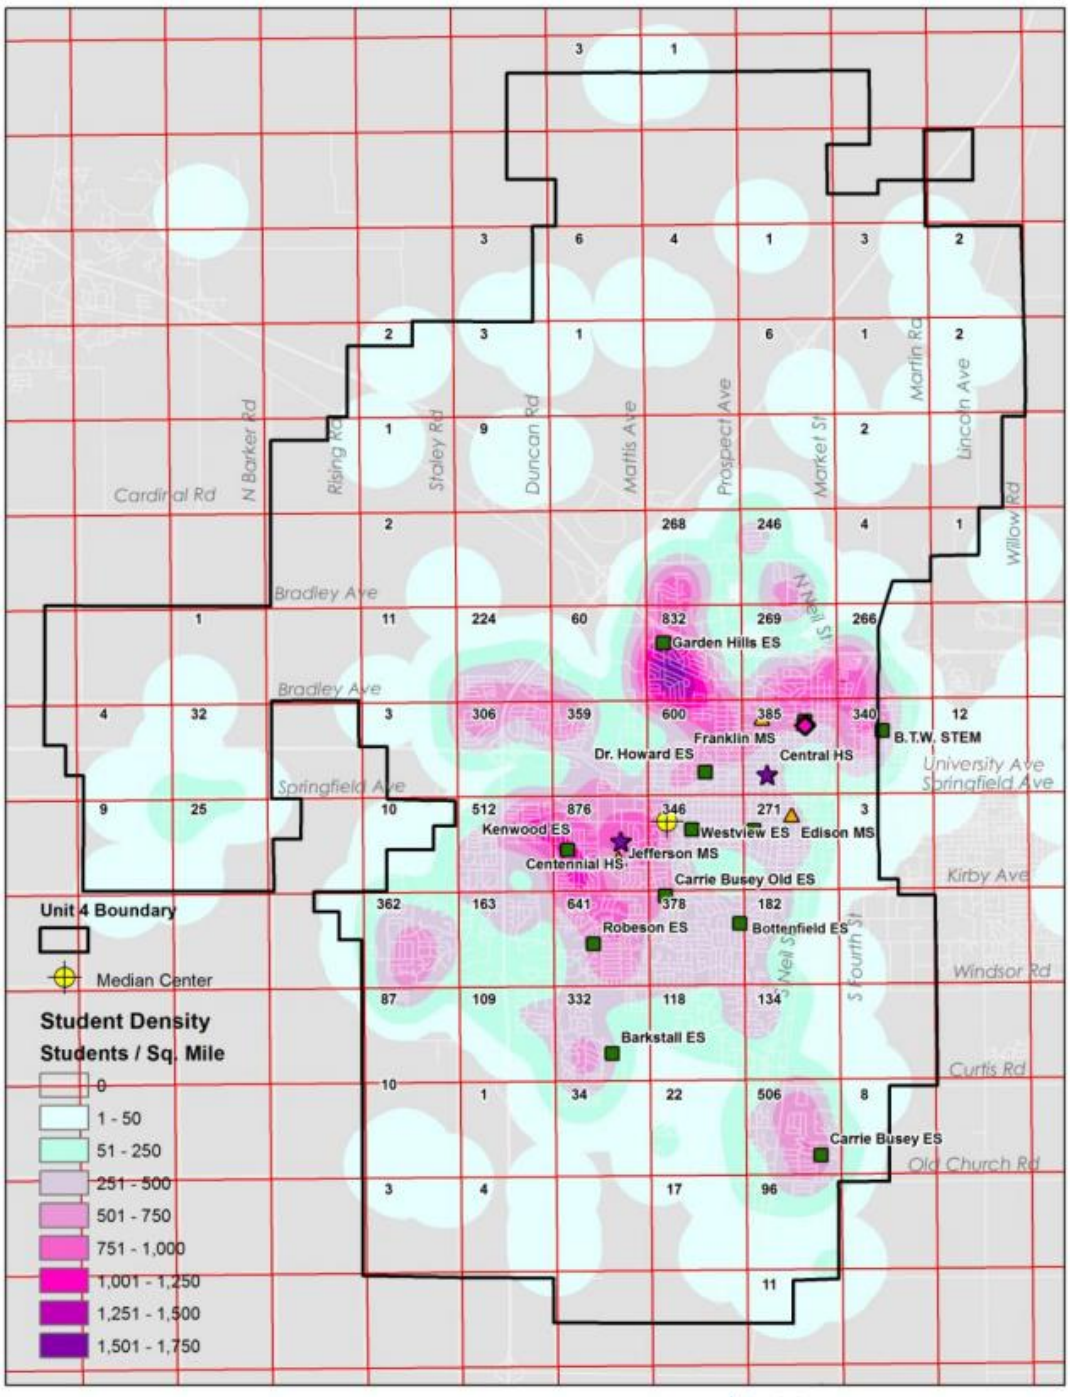 3 1
3 6 4 1 3 2
2 3 1 6 1 2
Martin Rd
Lincoln Ave
N Barker Rd
Rising Rd
Staley Rd
Duncan Rd
Mattis Ave
Prospect Ave
Market St
1 9 2
Cardinal Rd
Willow Rd
2 268 246 4 1
Bradley Ave
N Neil St
1 11 224 60 832 269 266
Garden Hills ES
Bradley Ave
4 32 3 306 359 600 385 340 12
Franklin MS
B.T.W. STEM
Dr. Howard ES
Central HS
University Ave
Springfield Ave
Springfield Ave
9 25 10 512 876 346 271 3
Kenwood ES
Westview ES
Edison MS
Jefferson MS
Centennial HS
Carrie Busey Old ES
Kirby Ave
362 163 641 378 182
Unit 4 Boundary
Robeson ES
Bottenfield ES
S Neil St
S Fourth St
Windsor Rd
Median Center
87 109 332 118 134
Student Density
Barkstall ES
Students / Sq. Mile
Curtis Rd
0
10 1 34 22 506 8
1 - 50
Carrie Busey ES
51 - 250
Old Church Rd
251 - 500
3 4 17 96
501 - 750
751 - 1,000
1,001 - 1,250
11
1,251 - 1,500
1,501 - 1,750